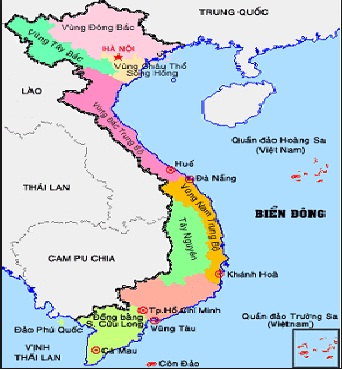 TRUNG QUỐC
Vùng Đông Bắc
Vùng Tây Bắc
HÀ NỘI
Vùng Châu Thổ
Sông Hồng
LÀO
Vùng Bắc Trung Bộ
Quần đảo Hoàng Sa
(Việt Nam)
Huế
Đà Nẵng
THÁI LAN
Vùng Nam Trung Bộ
BIỂN ĐÔNG
Tây Nguyên
CAM PU CHIA
Khánh Hoà
Tp.Hồ Chí Minh
Đồng bằng
S. Cửu Long
Vũng Tàu
Quần đảo Trường Sa
(Việtnam)
Đảo Phú Quốc
VỊNH
THÁI LAN
Cà Mau
Côn Đảo